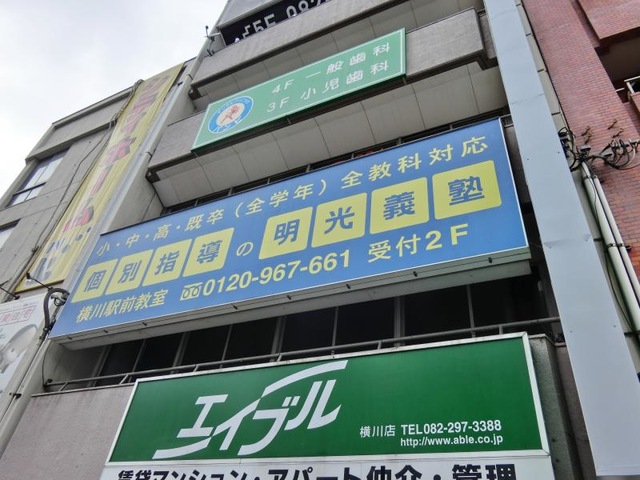 4F 一般歯科
3F 小児歯科
小・中・高・既卒（全学年）全教科対応
個別指導の明光義塾
横川駅前教室 0120-967-661 受付2F
エイブル
横川店 TEL082-297-3388
http://www.able.co.jp
賃貸マンション・アパート仲介・管理